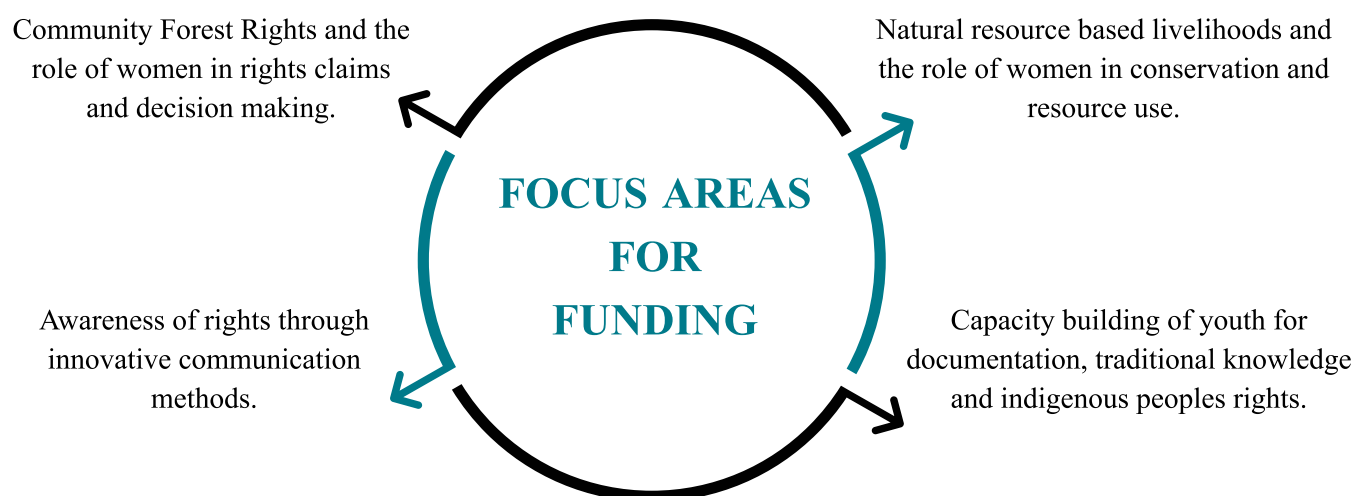 Community Forest Rights and the
role of women in rights claims
and decision making.
Natural resource based livelihoods and
the role of women in conservation and
resource use.
FOCUS AREAS
FOR
FUNDING
Awareness of rights through
innovative communication
methods.
Capacity building of youth for
documentation, traditional knowledge
and indigenous peoples rights.